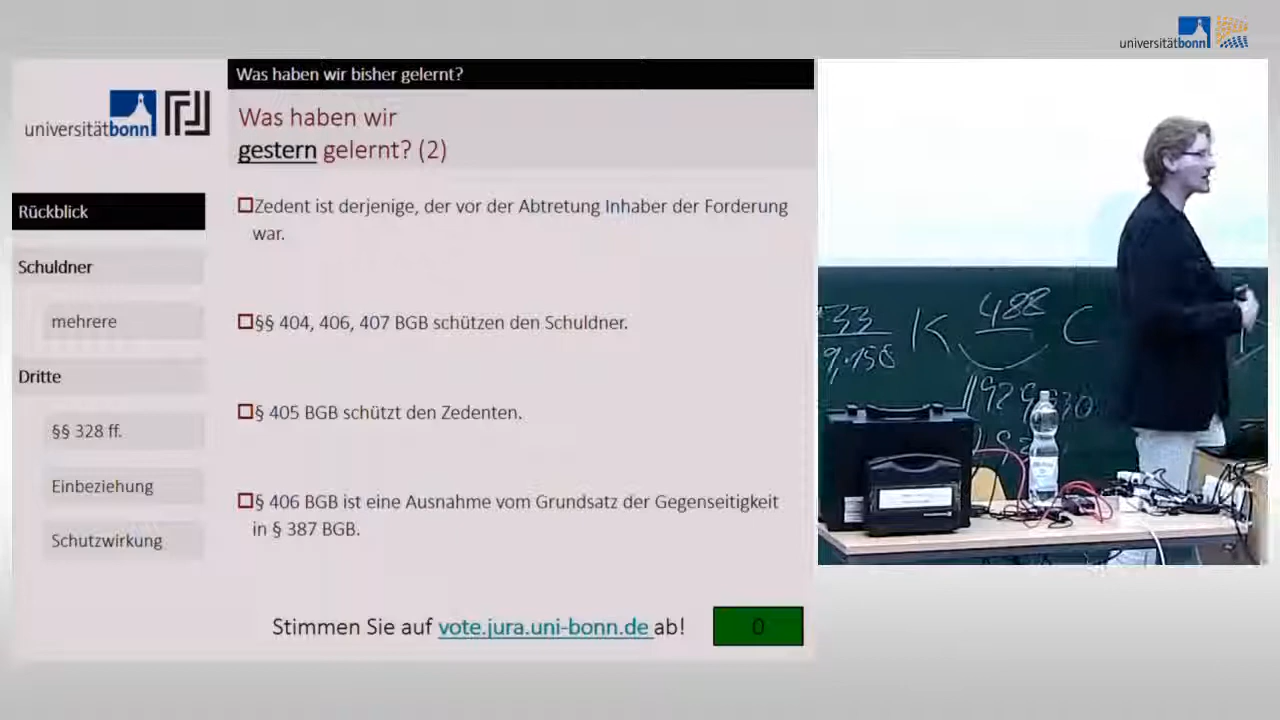 universitätbonn
Was haben wir bisher gelernt?
universitätbonn
Was haben wir
gestern gelernt? (2)
Rückblick
Schuldner
mehrere
Dritte
§§ 328 ff.
Einbeziehung
Schutzwirkung
Zedent ist derjenige, der vor der Abtretung Inhaber der Forderung
war.
§§ 404, 406, 407 BGB schützen den Schuldner.
§ 405 BGB schützt den Zedenten.
§ 406 BGB ist eine Ausnahme vom Grundsatz der Gegenseitigkeit
in § 387 BGB.
Stimmen Sie auf vote.jura.uni-bonn.de ab!
0
K 488 C